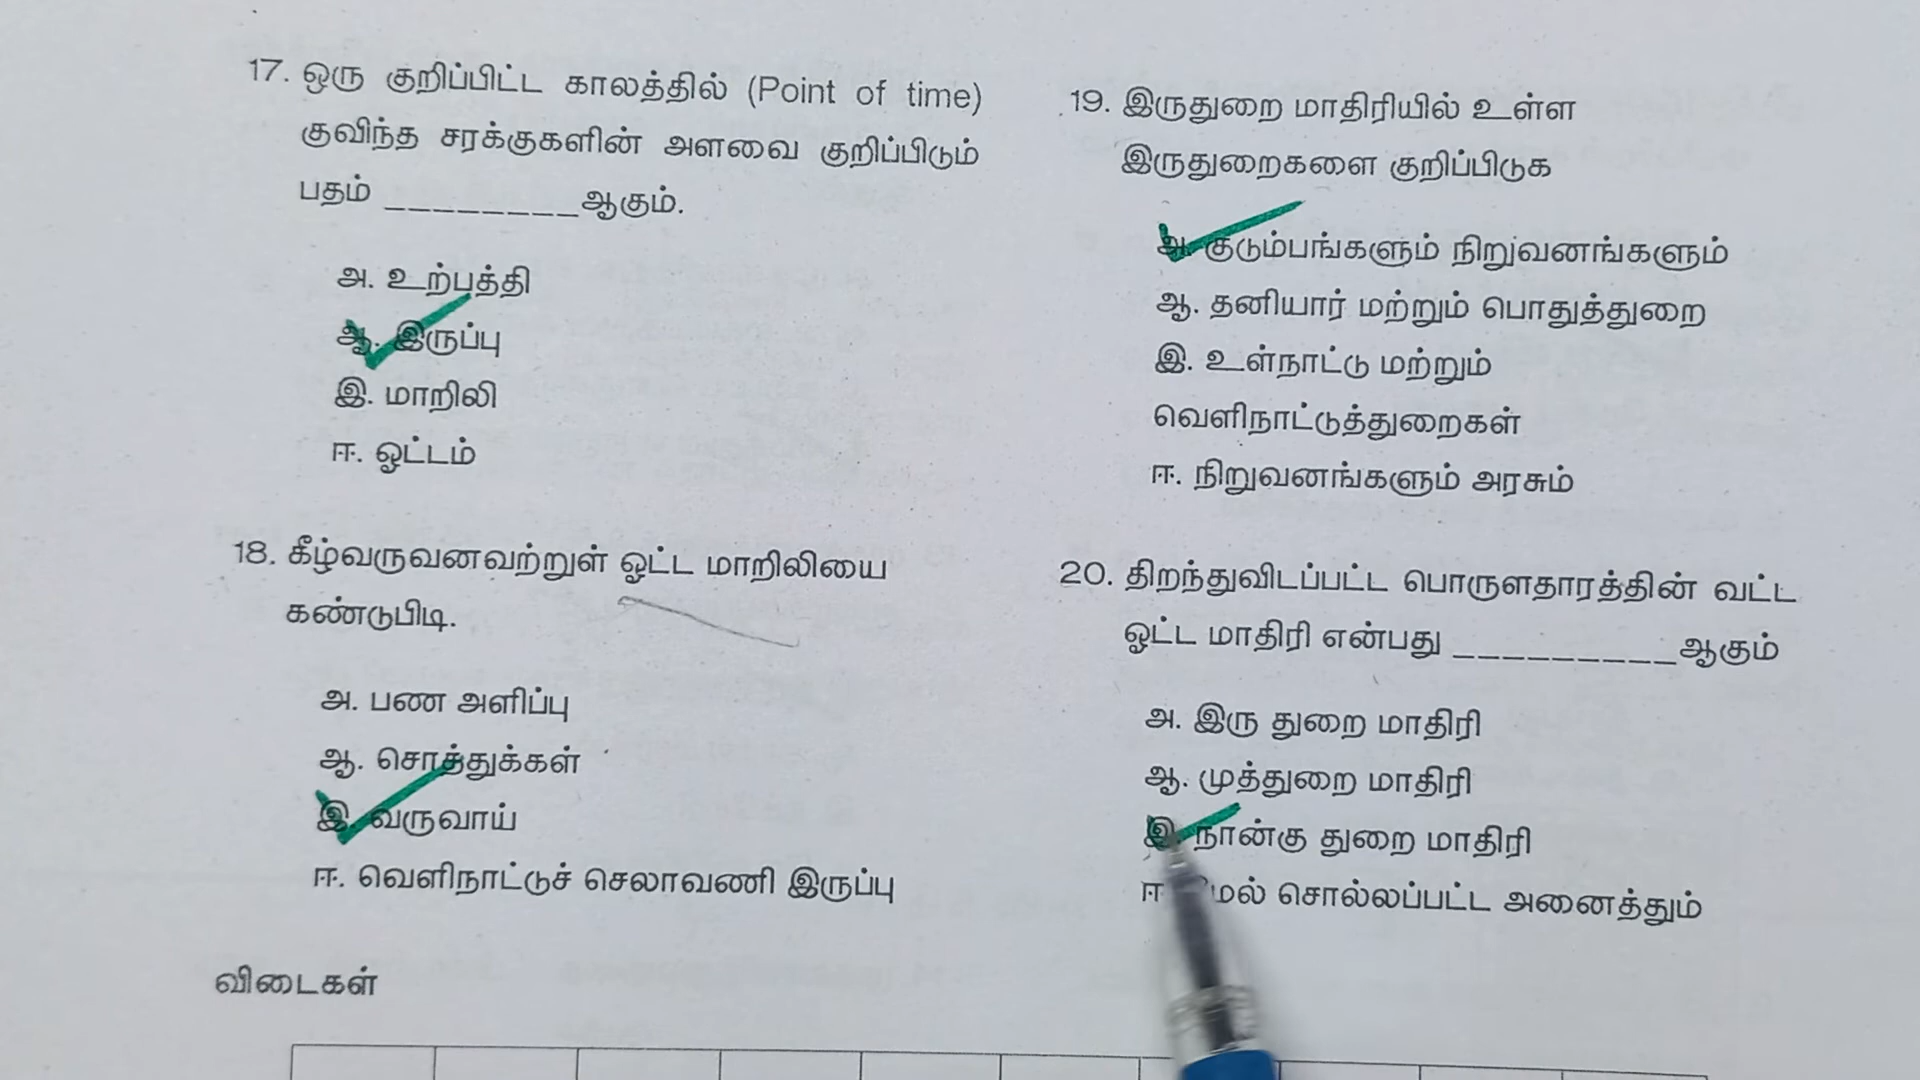 17. ஒரு குறிப்பிட்ட காலத்தில் (Point of time)
குவிந்த சரக்குகளின் அளவை குறிப்பிடும்
பதம் ________ஆகும்.
அ. உற்பத்தி
ஆ. இருப்பு
இ. மாறிலி
ஈ. ஓட்டம்
18. கீழ்வருவனவற்றுள் ஓட்ட மாறிலியை
கண்டுபிடி.
அ. பண அளிப்பு
ஆ. சொத்துக்கள்
இ. வருவாய்
ஈ. வெளிநாட்டுச் செலாவணி இருப்பு
விடைகள்
19. இருதுறை மாதிரியில் உள்ள
இருதுறைகளை குறிப்பிடுக
அ. குடும்பங்களும் நிறுவனங்களும்
ஆ. தனியார் மற்றும் பொதுத்துறை
இ. உள்நாட்டு மற்றும்
வெளிநாட்டுத்துறைகள்
ஈ. நிறுவனங்களும் அரசும்
20. திறந்துவிடப்பட்ட பொருளதாரத்தின் வட்ட
ஓட்ட மாதிரி என்பது _________ஆகும்
அ. இரு துறை மாதிரி
ஆ. முத்துறை மாதிரி
இ. நான்கு துறை மாதிரி
ஈ. மேல் சொல்லப்பட்ட அனைத்தும்